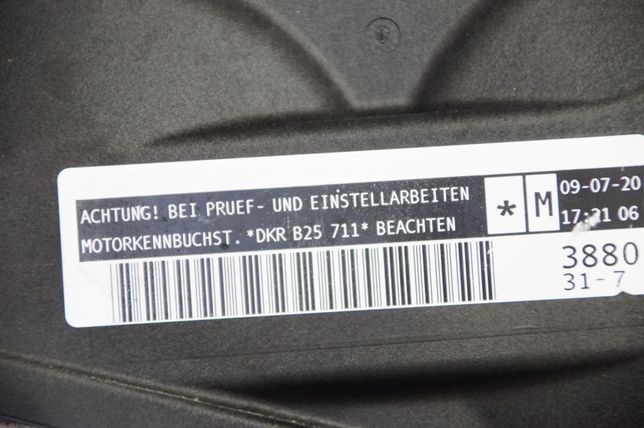 ACHTUNG! BEI PRUEF- UND EINSTELLARBEITEN
MOTORKENNBUCHST. *DKR B25 711* BEACHTEN
* M
09-07-20
17:21 06
3880
31-7